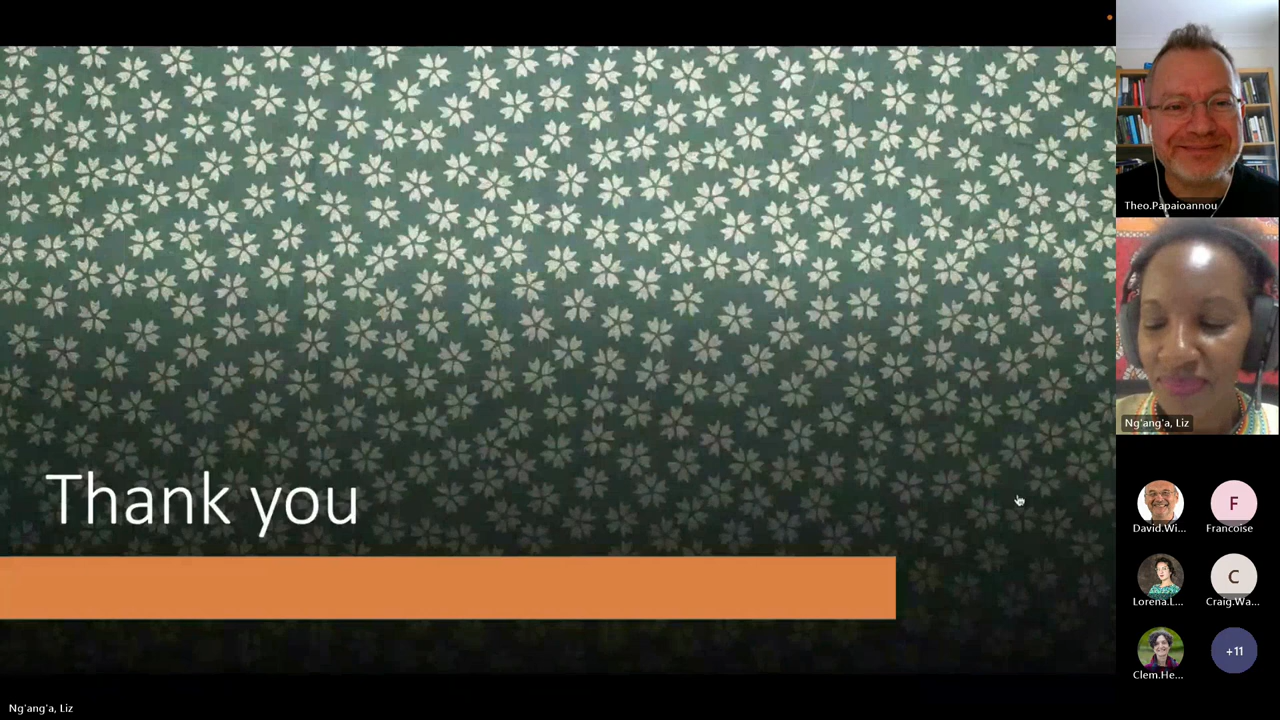 Thank you
Theo.Papaioannou
Ng'ang'a, Liz
David.Wi...
F
Francoise
Lorena.L...
C
Craig.Wa...
Clem.He...
+11
Ng'ang'a, Liz